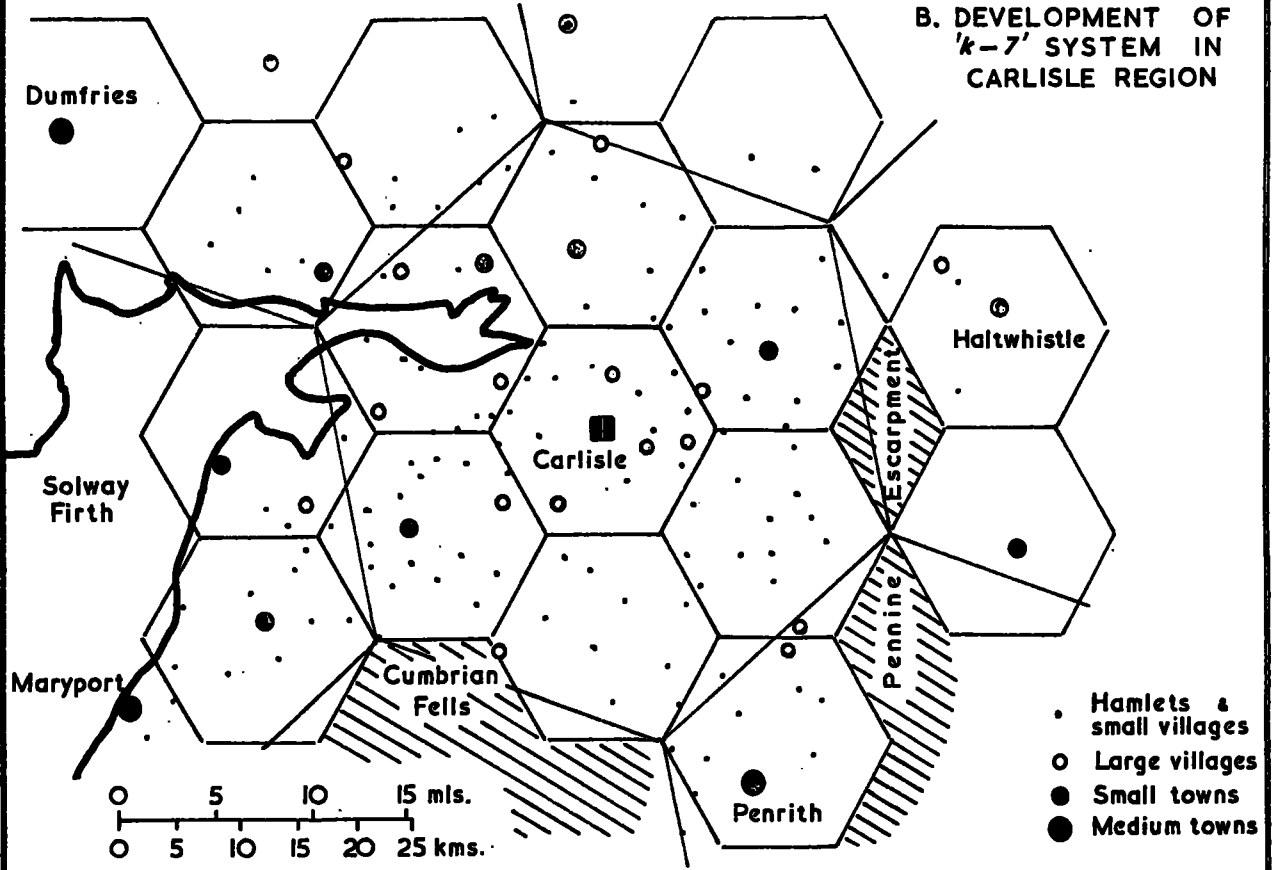 B. DEVELOPMENT OF
'k-7' SYSTEM IN
CARLISLE REGION
Dumfries
Haltwhistle
Carlisle
Solway
Firth
Pennine Escarpment
Maryport
Cumbrian
Fells
Penrith
Hamlets &
small villages
Large villages
Small towns
Medium towns
0 5 10 15 mls.
0 5 10 15 20 25 kms.